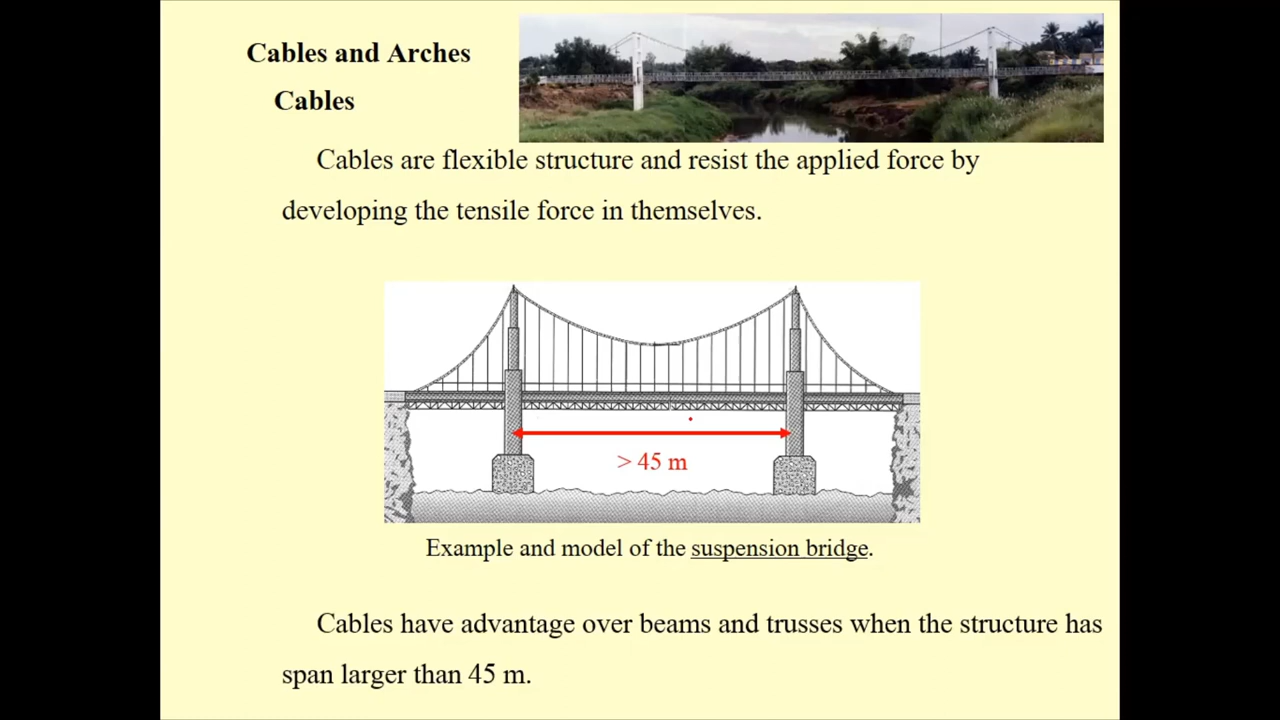 Cables and Arches
Cables
Cables are flexible structure and resist the applied force by
developing the tensile force in themselves.
> 45 m
Example and model of the suspension bridge.
Cables have advantage over beams and trusses when the structure has
span larger than 45 m.